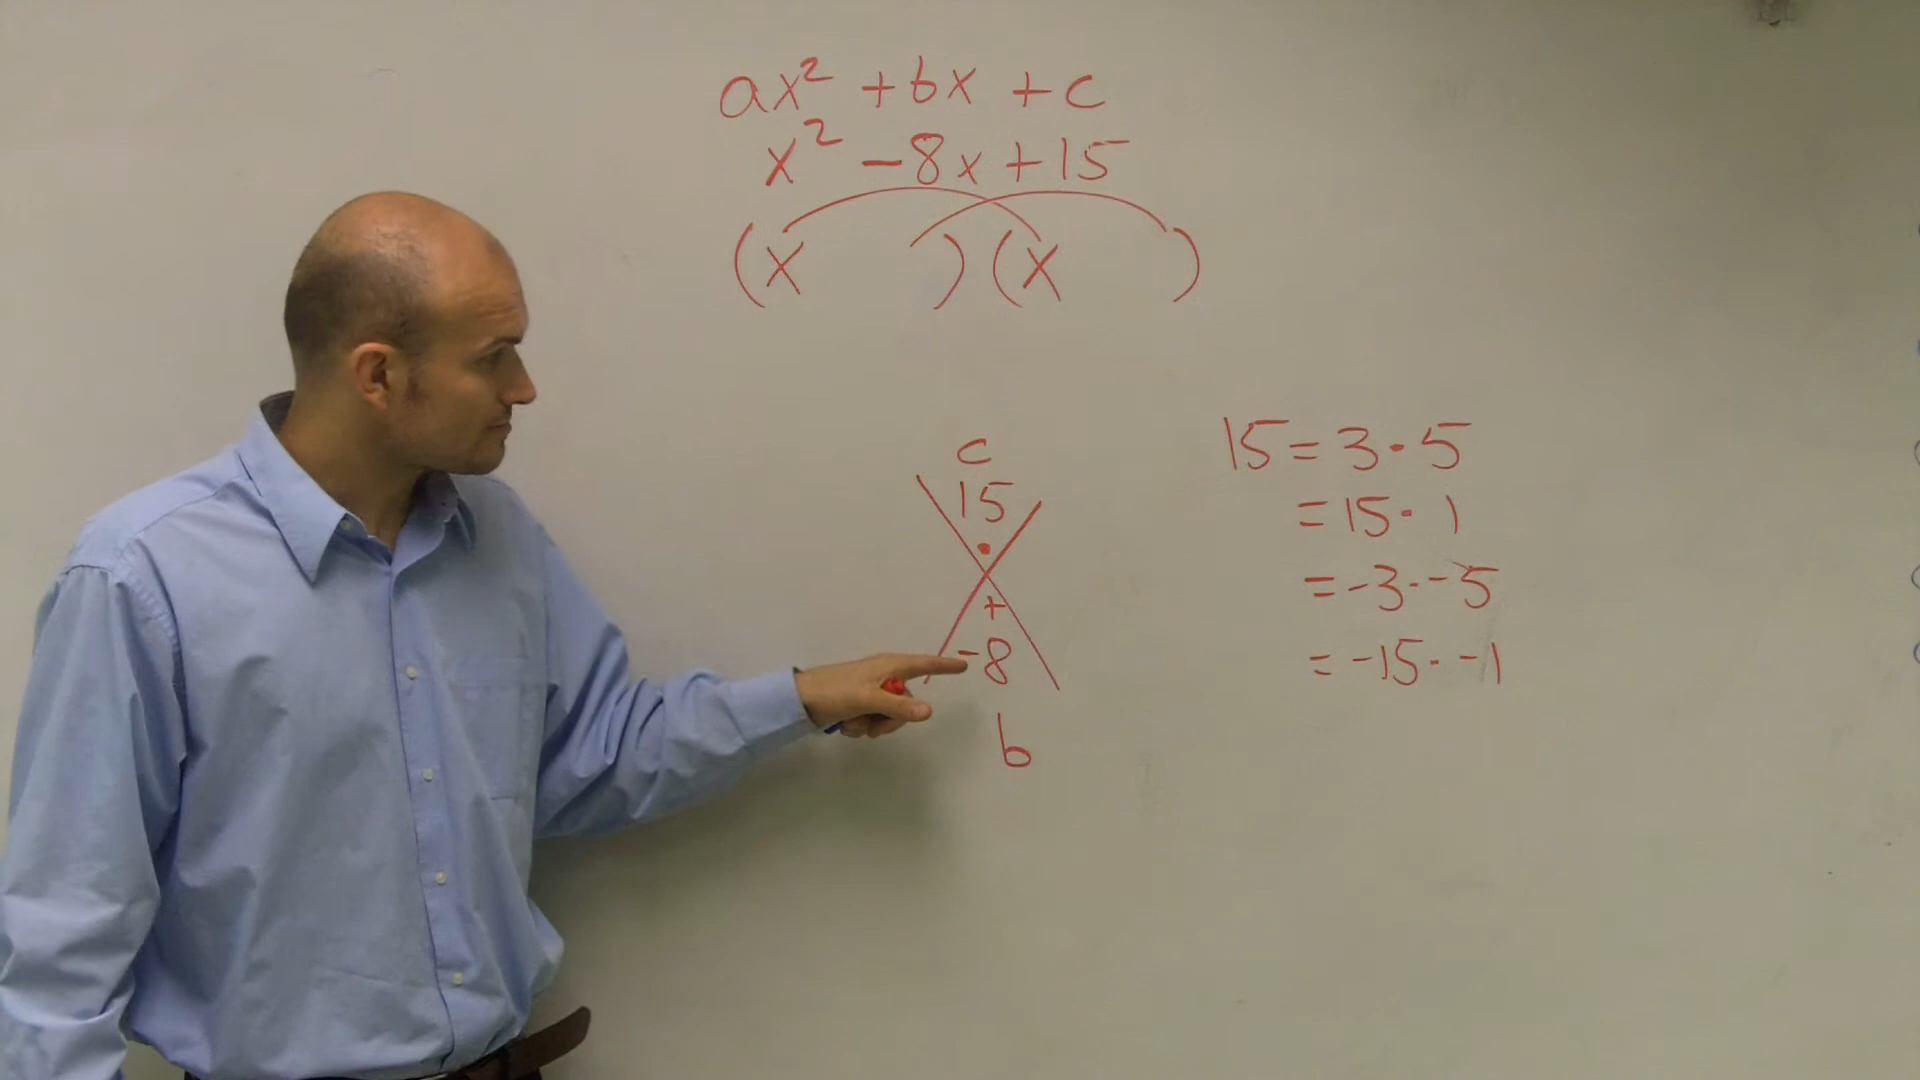 ax² + bx + c
x² - 8x + 15
(x ) (x )
c
15
·
+
-8
b
15 = 3 · 5
= 15 · 1
= -3 · -5
= -15 · -1